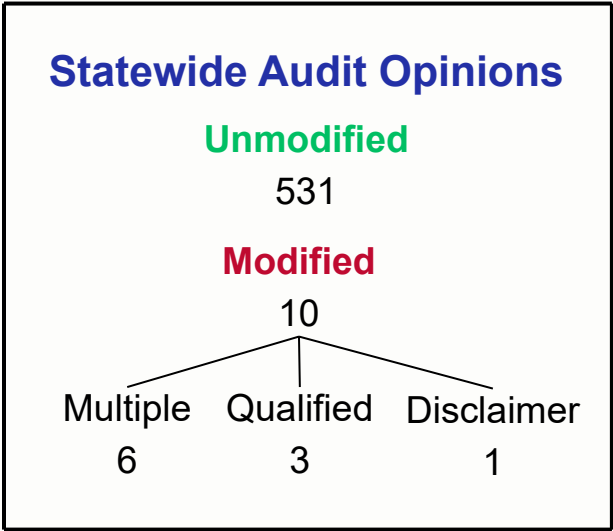 Statewide Audit Opinions
Unmodified
531
Modified
10
Multiple Qualified Disclaimer
6 3 1